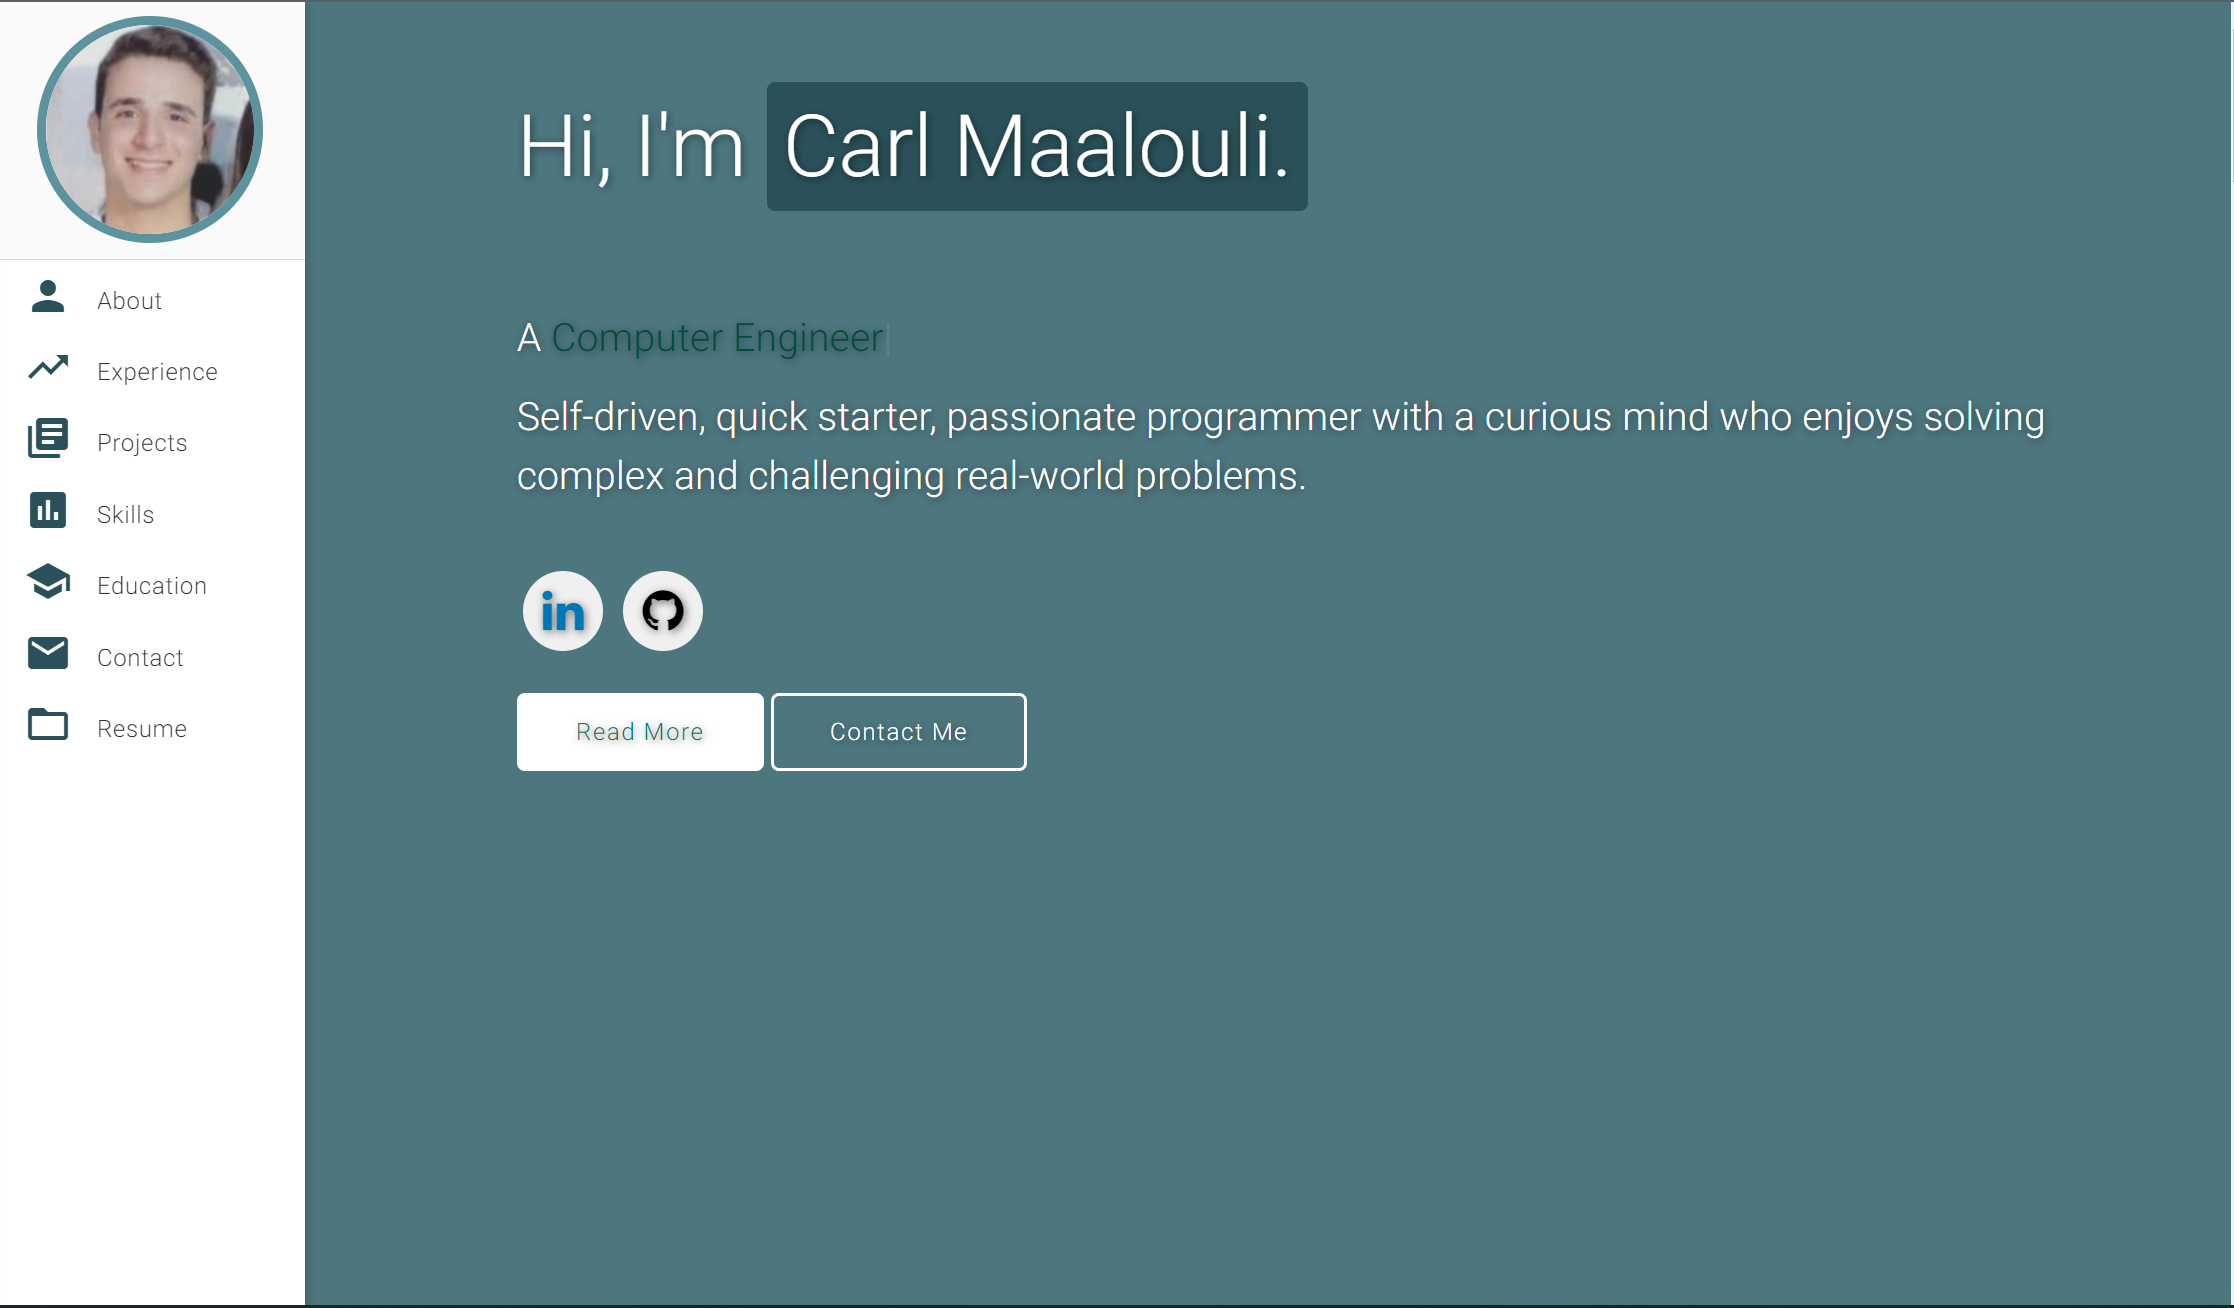 About
Experience
Projects
Skills
Education
Contact
Resume
Hi, I'm Carl Maalouli.
A Computer Engineer
Self-driven, quick starter, passionate programmer with a curious mind who enjoys solving
complex and challenging real-world problems.
in
Read More
Contact Me